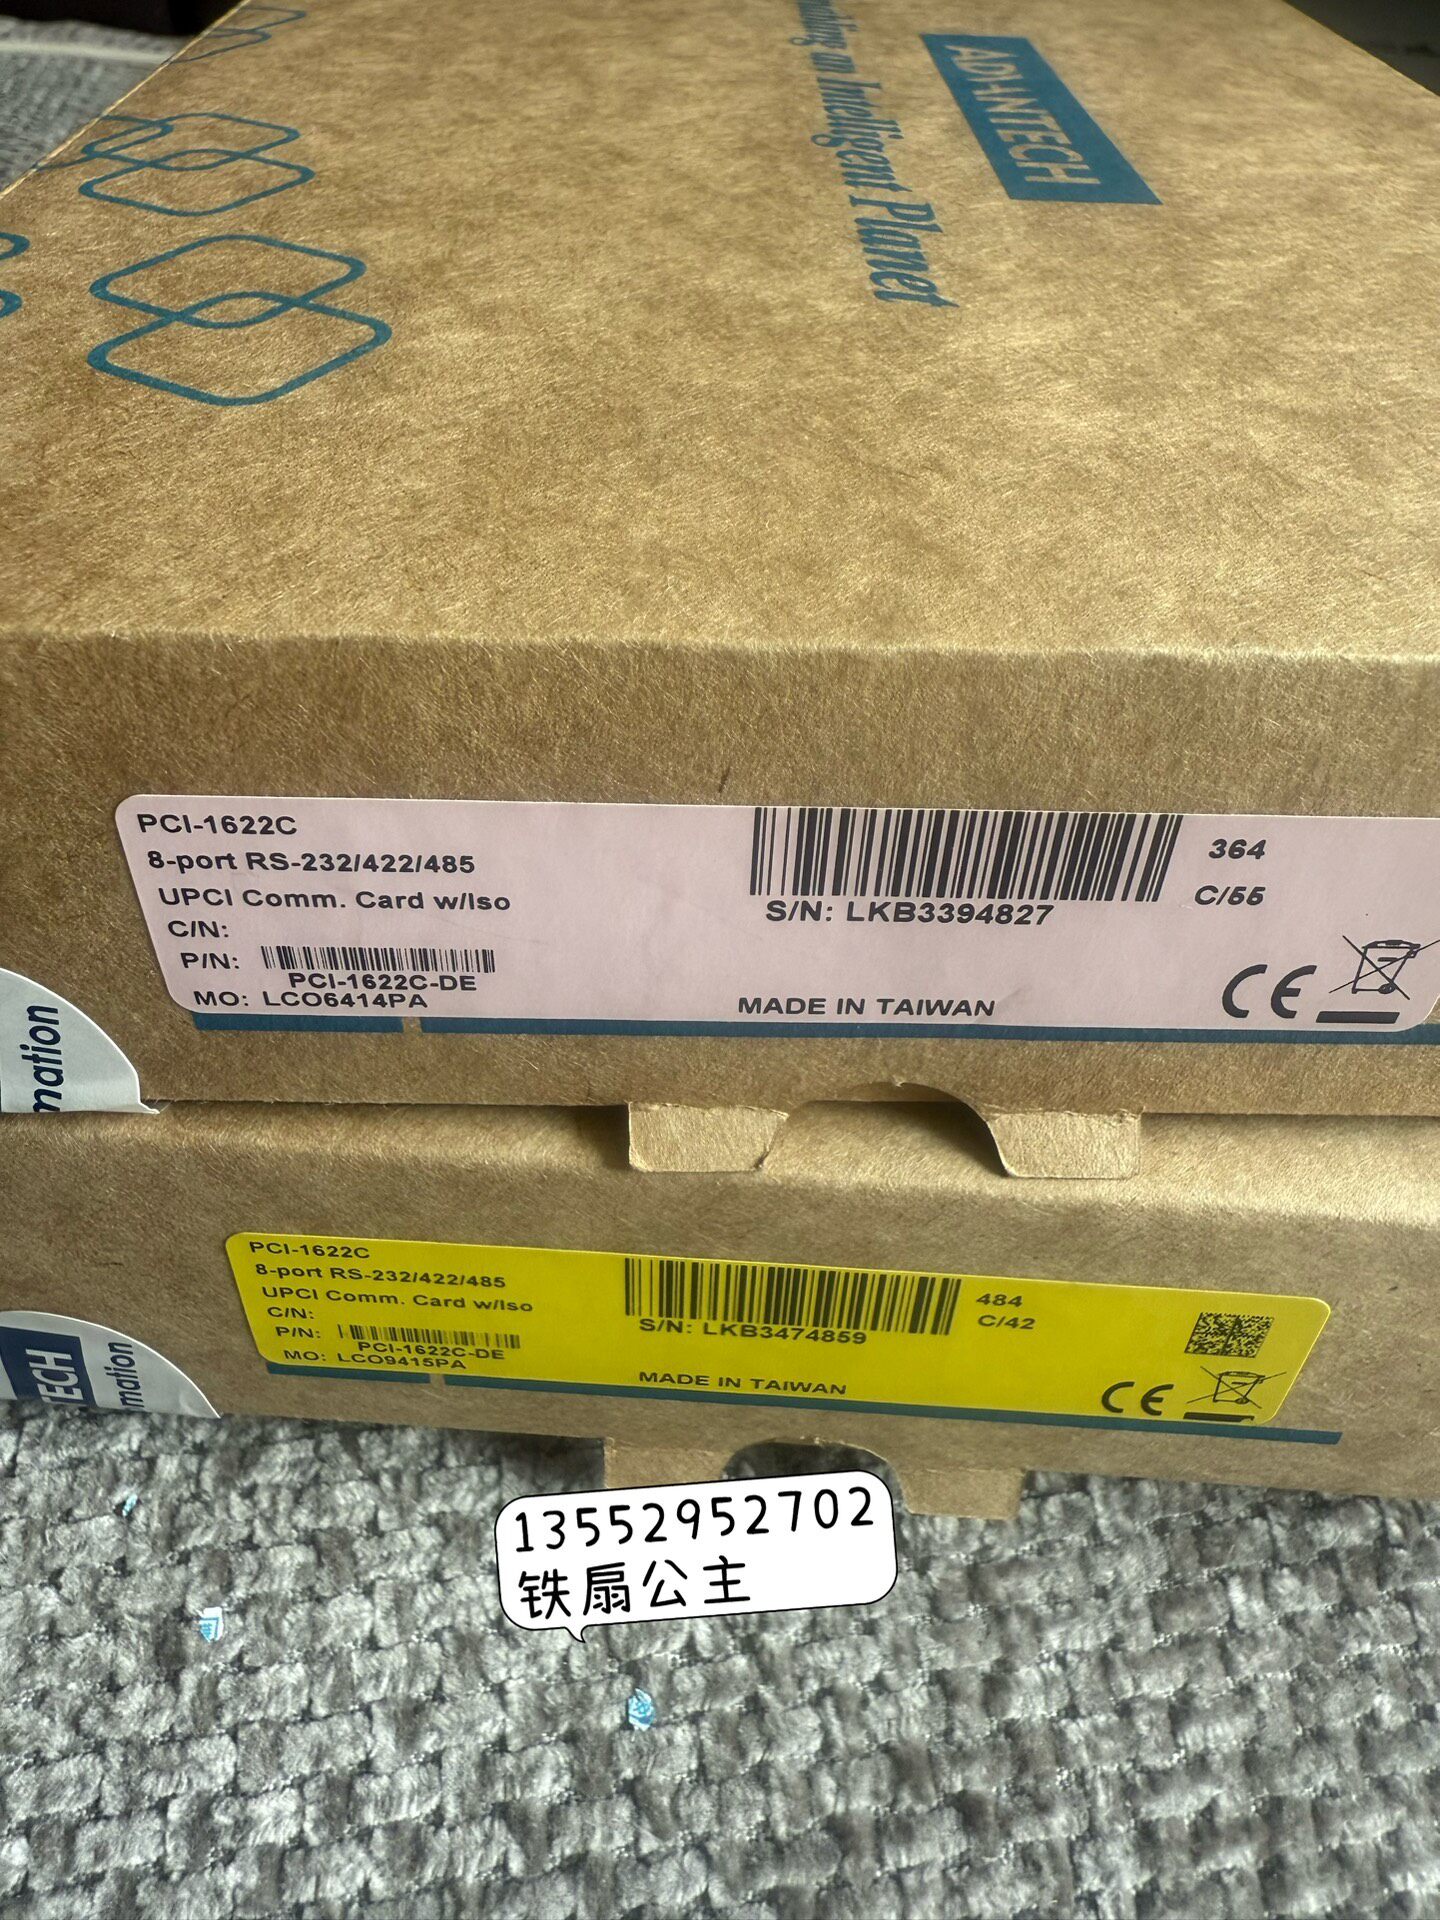 ADVANTECH
an Intelligent Planet
PCI-1622C
8-port RS-232/422/485
UPCI Comm. Card w/Iso
C/N:
P/N:
PCI-1622C-DE
MO: LCO6414PA
S/N: LKB3394827
364
C/55
MADE IN TAIWAN
CE
mation
PCI-1622C
8-port RS-232/422/485
UPCI Comm. Card w/Iso
C/N:
P/N:
PCI-1622C-DE
MO: LCO9415PA
S/N: LKB3474859
484
C/42
MADE IN TAIWAN
CE
TECH
mation
13552952702
铁扇公主